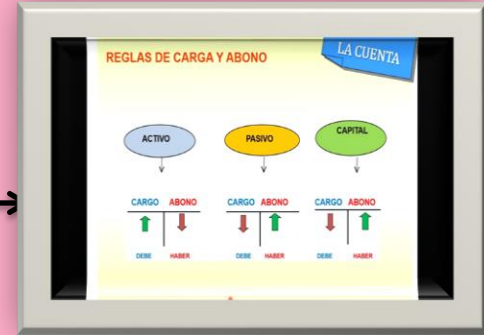 LA CUENTA
REGLAS DE CARGA Y ABONO
ACTIVO
PASIVO
CAPITAL
CARGO ABONO
CARGO ABONO
CARGO ABONO
DEBE HABER
DEBE HABER
DEBE HABER